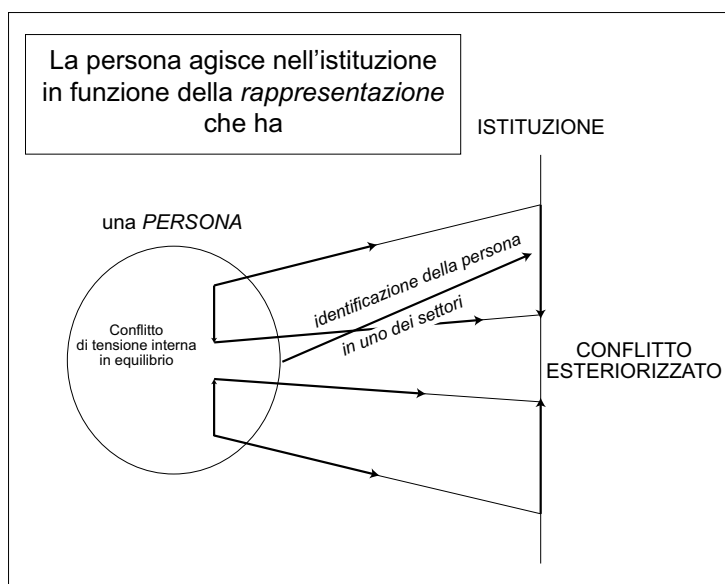 La persona agisce nell'istituzione
in funzione della rappresentazione
che ha
ISTITUZIONE
una PERSONA
identificazione della persona
in uno dei settori
Conflitto
di tensione interna
in equilibrio
CONFLITTO
ESTERIORIZZATO